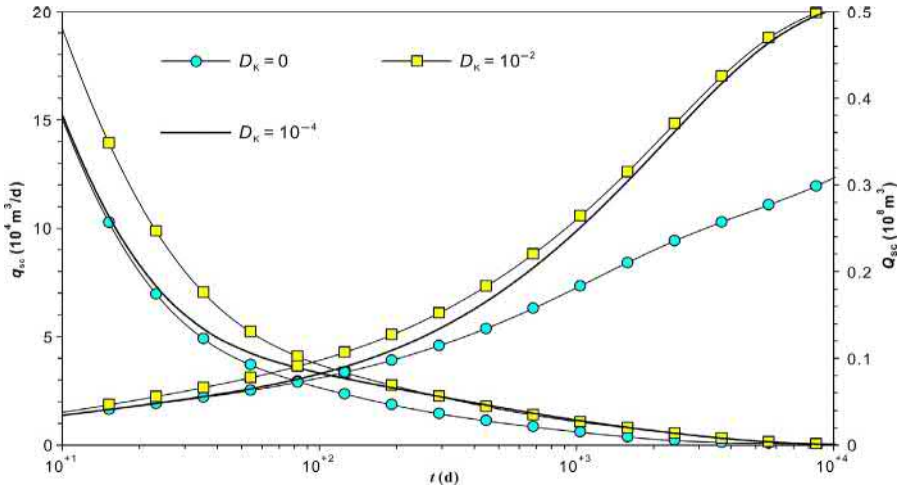 20
15
10
5
0
q_sc (10^4 m^3/d)
D_K = 0
D_K = 10^−2
D_K = 10^−4
0.5
0.4
0.3
0.2
0.1
0
Q_sc (10^8 m^3)
10^+1
10^+2
10^+3
10^+4
t (d)